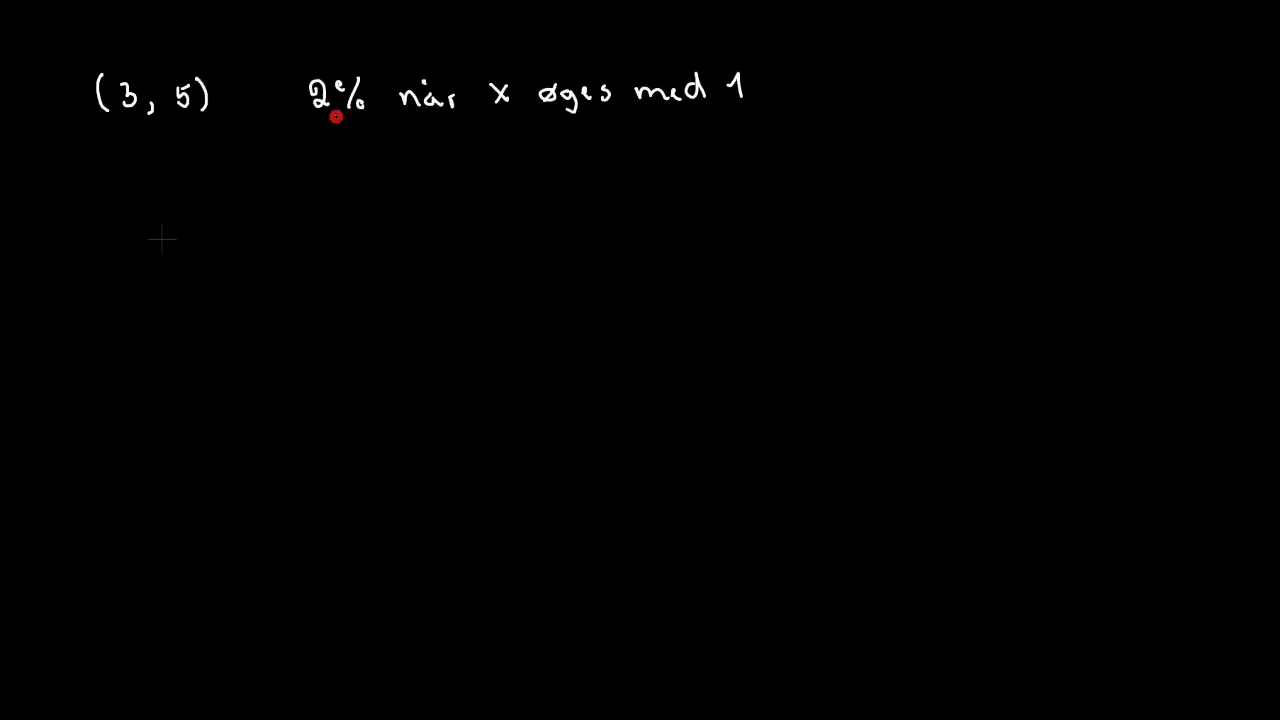 (3, 5) 2% når x øges med 1